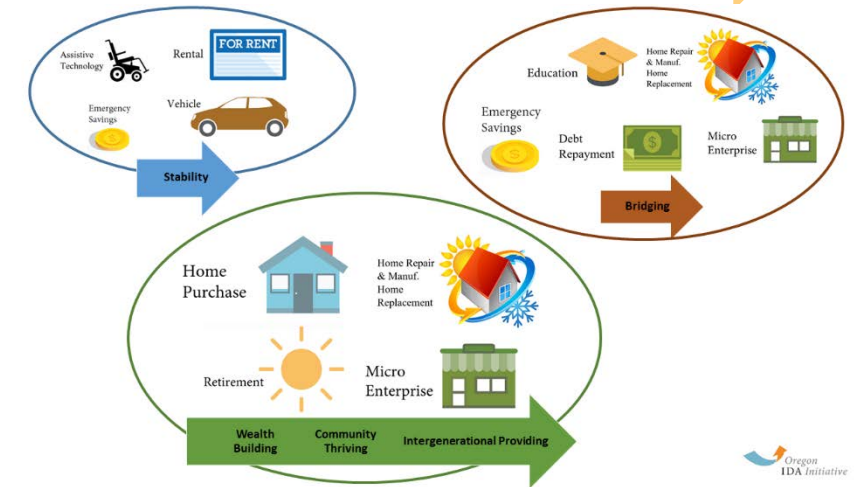 Assistive
Technology
Rental
FOR RENT
Emergency
Savings
Vehicle
Stability
Education
Home Repair
& Manuf.
Home
Replacement
Emergency
Savings
Debt
Repayment
Micro
Enterprise
Bridging
Home
Purchase
Home Repair
& Manuf.
Home
Replacement
Retirement
Micro
Enterprise
Wealth
Building
Community
Thriving
Intergenerational Providing
Oregon
IDA Initiative